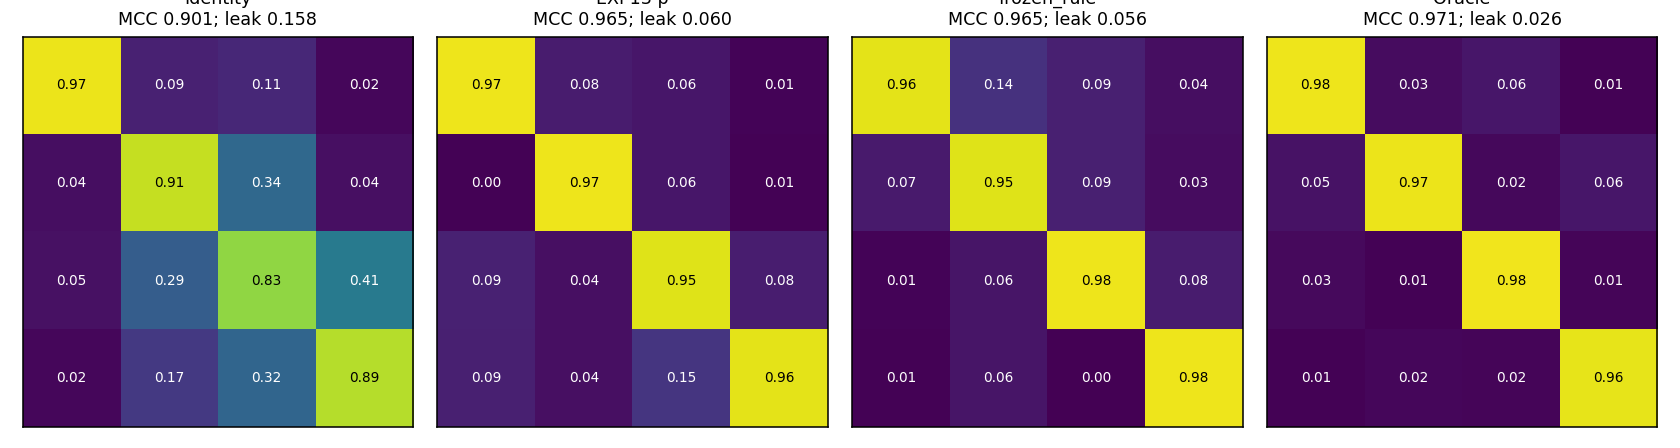 Identity
MCC 0.901; leak 0.158
0.97 0.09 0.11 0.02
0.04 0.91 0.34 0.04
0.05 0.29 0.83 0.41
0.02 0.17 0.32 0.89
MCC 0.965; leak 0.060
0.97 0.08 0.06 0.01
0.00 0.97 0.06 0.01
0.09 0.04 0.95 0.08
0.09 0.04 0.15 0.96
frozen_rule
MCC 0.965; leak 0.056
0.96 0.14 0.09 0.04
0.07 0.95 0.09 0.03
0.01 0.06 0.98 0.08
0.01 0.06 0.00 0.98
Oracle
MCC 0.971; leak 0.026
0.98 0.03 0.06 0.01
0.05 0.97 0.02 0.06
0.03 0.01 0.98 0.01
0.01 0.02 0.02 0.96